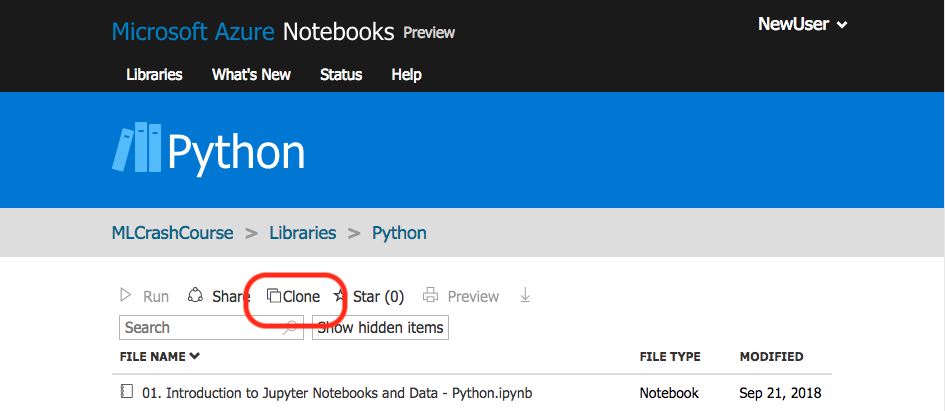 Microsoft Azure Notebooks Preview
NewUser
Libraries What's New Status Help
Python
MLCrashCourse > Libraries > Python
Run Share Clone Star (0) Preview
Search Show hidden items
FILE NAME FILE TYPE MODIFIED
01. Introduction to Jupyter Notebooks and Data - Python.ipynb Notebook Sep 21, 2018